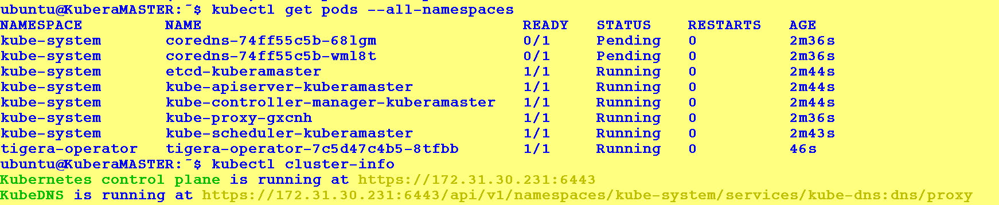 ubuntu@KuberaMASTER:~$ kubectl get pods --all-namespaces
NAMESPACE NAME READY STATUS RESTARTS AGE
kube-system coredns-74ff55c5b-68lgm 0/1 Pending 0 2m36s
kube-system coredns-74ff55c5b-wml8t 0/1 Pending 0 2m36s
kube-system etcd-kuberamaster 1/1 Running 0 2m44s
kube-system kube-apiserver-kuberamaster 1/1 Running 0 2m44s
kube-system kube-controller-manager-kuberamaster 1/1 Running 0 2m44s
kube-system kube-proxy-gxcnh 1/1 Running 0 2m36s
kube-system kube-scheduler-kuberamaster 1/1 Running 0 2m43s
tigera-operator tigera-operator-7c5d47c4b5-8tfbb 1/1 Running 0 46s
ubuntu@KuberaMASTER:~$ kubectl cluster-info
Kubernetes control plane is running at https://172.31.30.231:6443
KubeDNS is running at https://172.31.30.231:6443/api/v1/namespaces/kube-system/services/kube-dns:dns/proxy